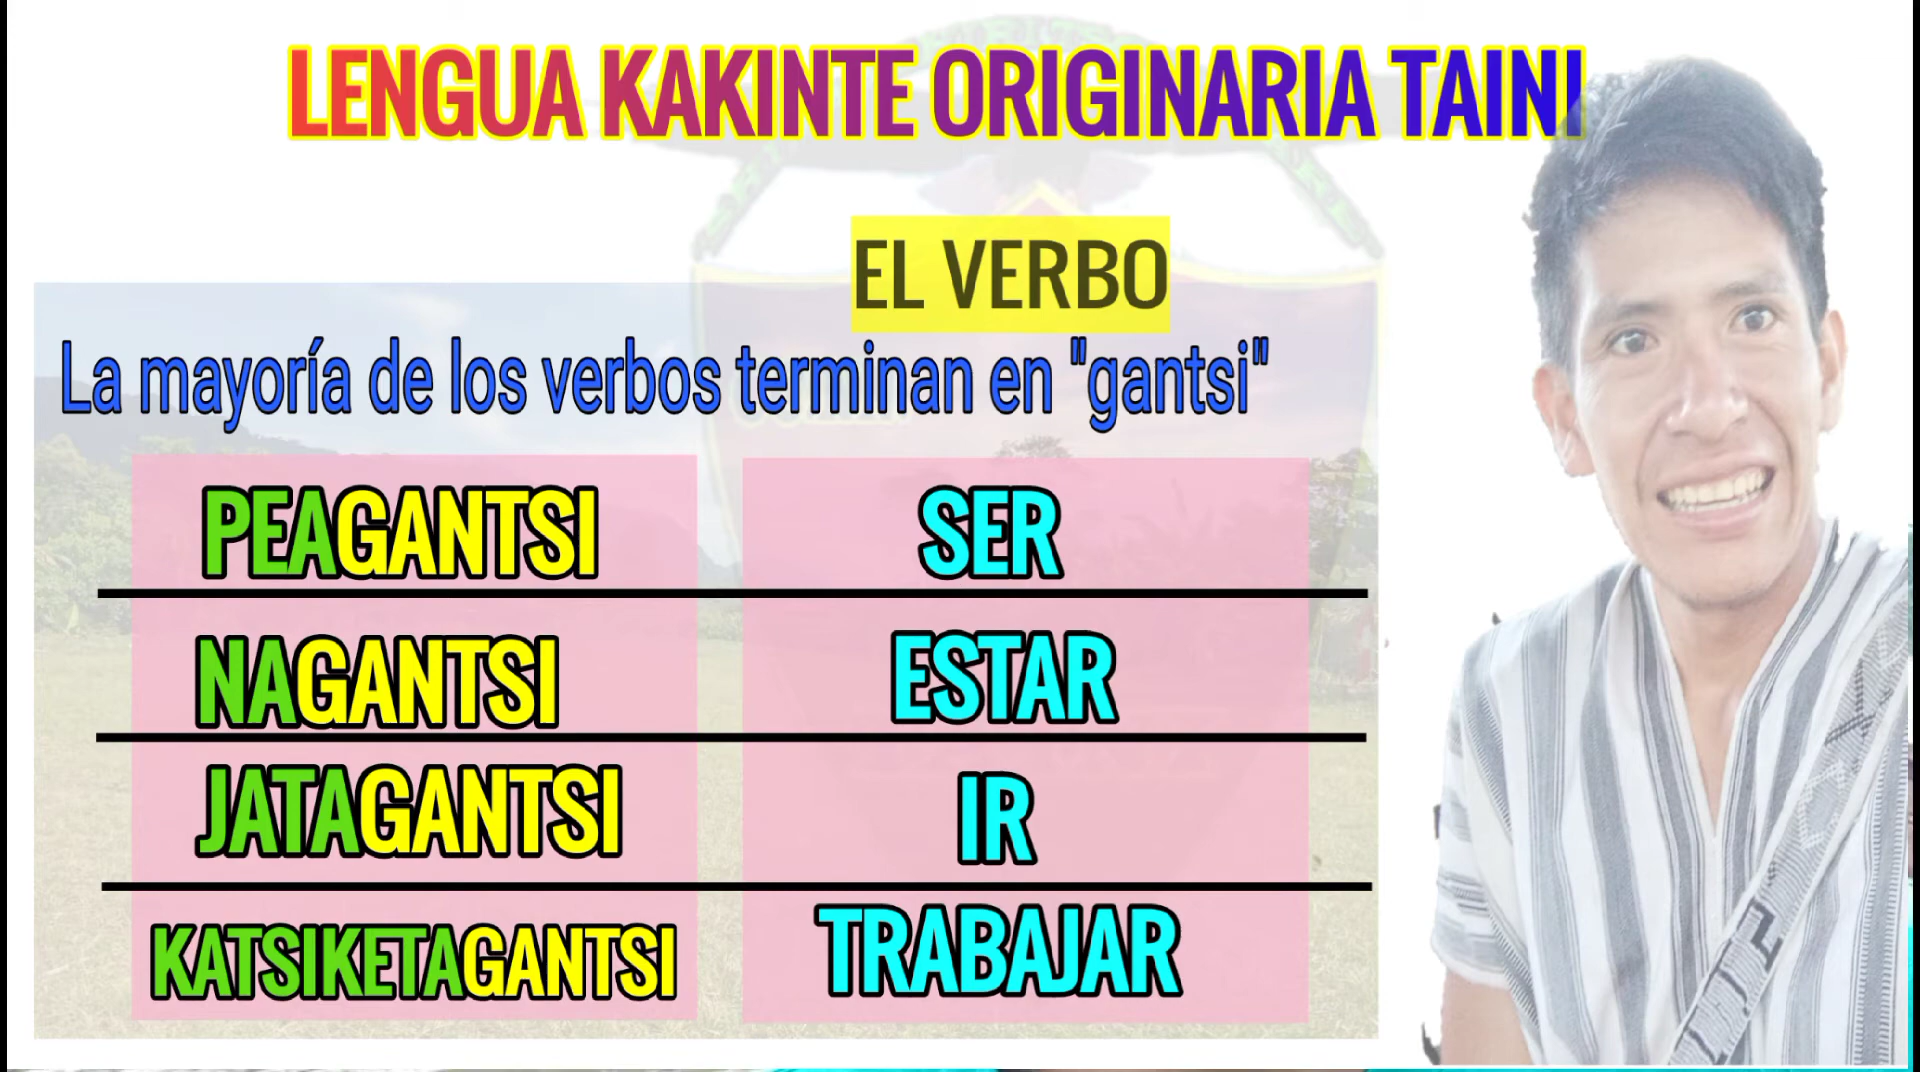 LENGUA KAKINTE ORIGINARIA TAINI
EL VERBO
La mayoría de los verbos terminan en "gantsi"
PEAGANTSI SER
NAGANTSI ESTAR
JATAGANTSI IR
KATSIKETAGANTSI TRABAJAR